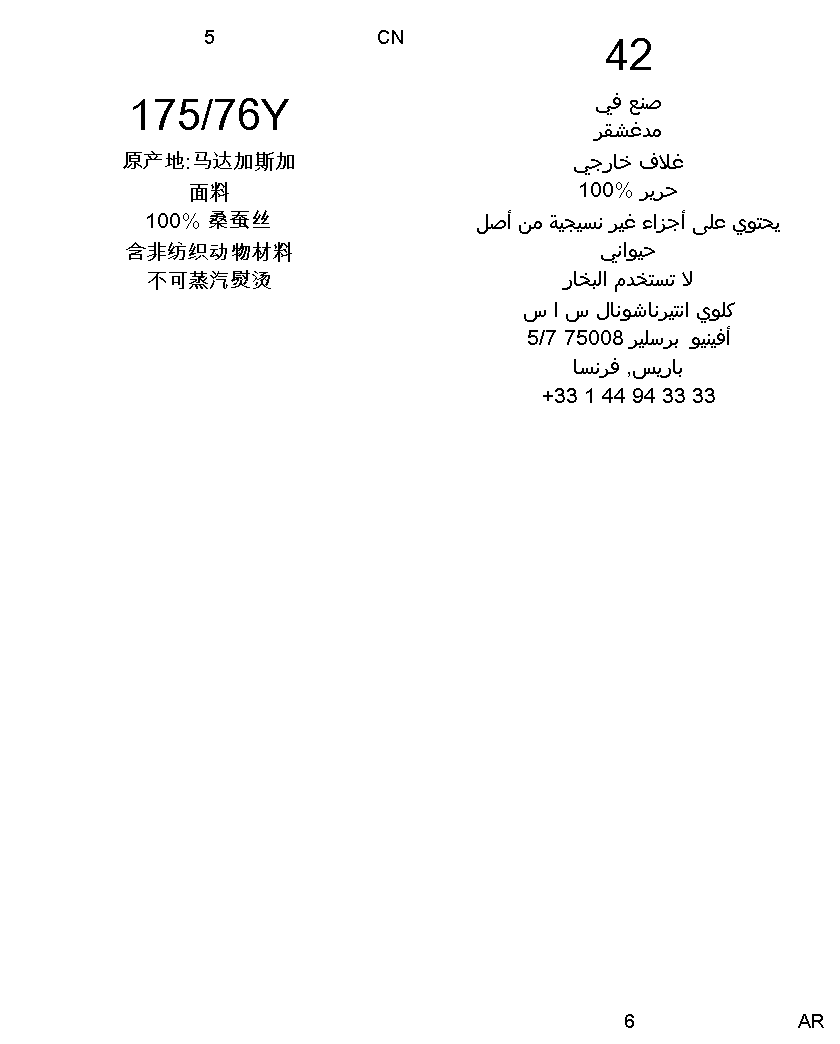 5
CN
175/76Y
原产地:马达加斯加
面料
100% 桑蚕丝
含非纺织动物材料
不可蒸汽熨烫
42
صنع في
مدغشقر
غلاف خارجي
100% حرير
يحتوي على أجزاء غير نسيجية من أصل
حيواني
لا تستخدم البخار
كلوي انتيرناشونال س ا س
5/7 75008 أفينيو برسلير
باريس, فرنسا
+33 1 44 94 33 33
6
AR